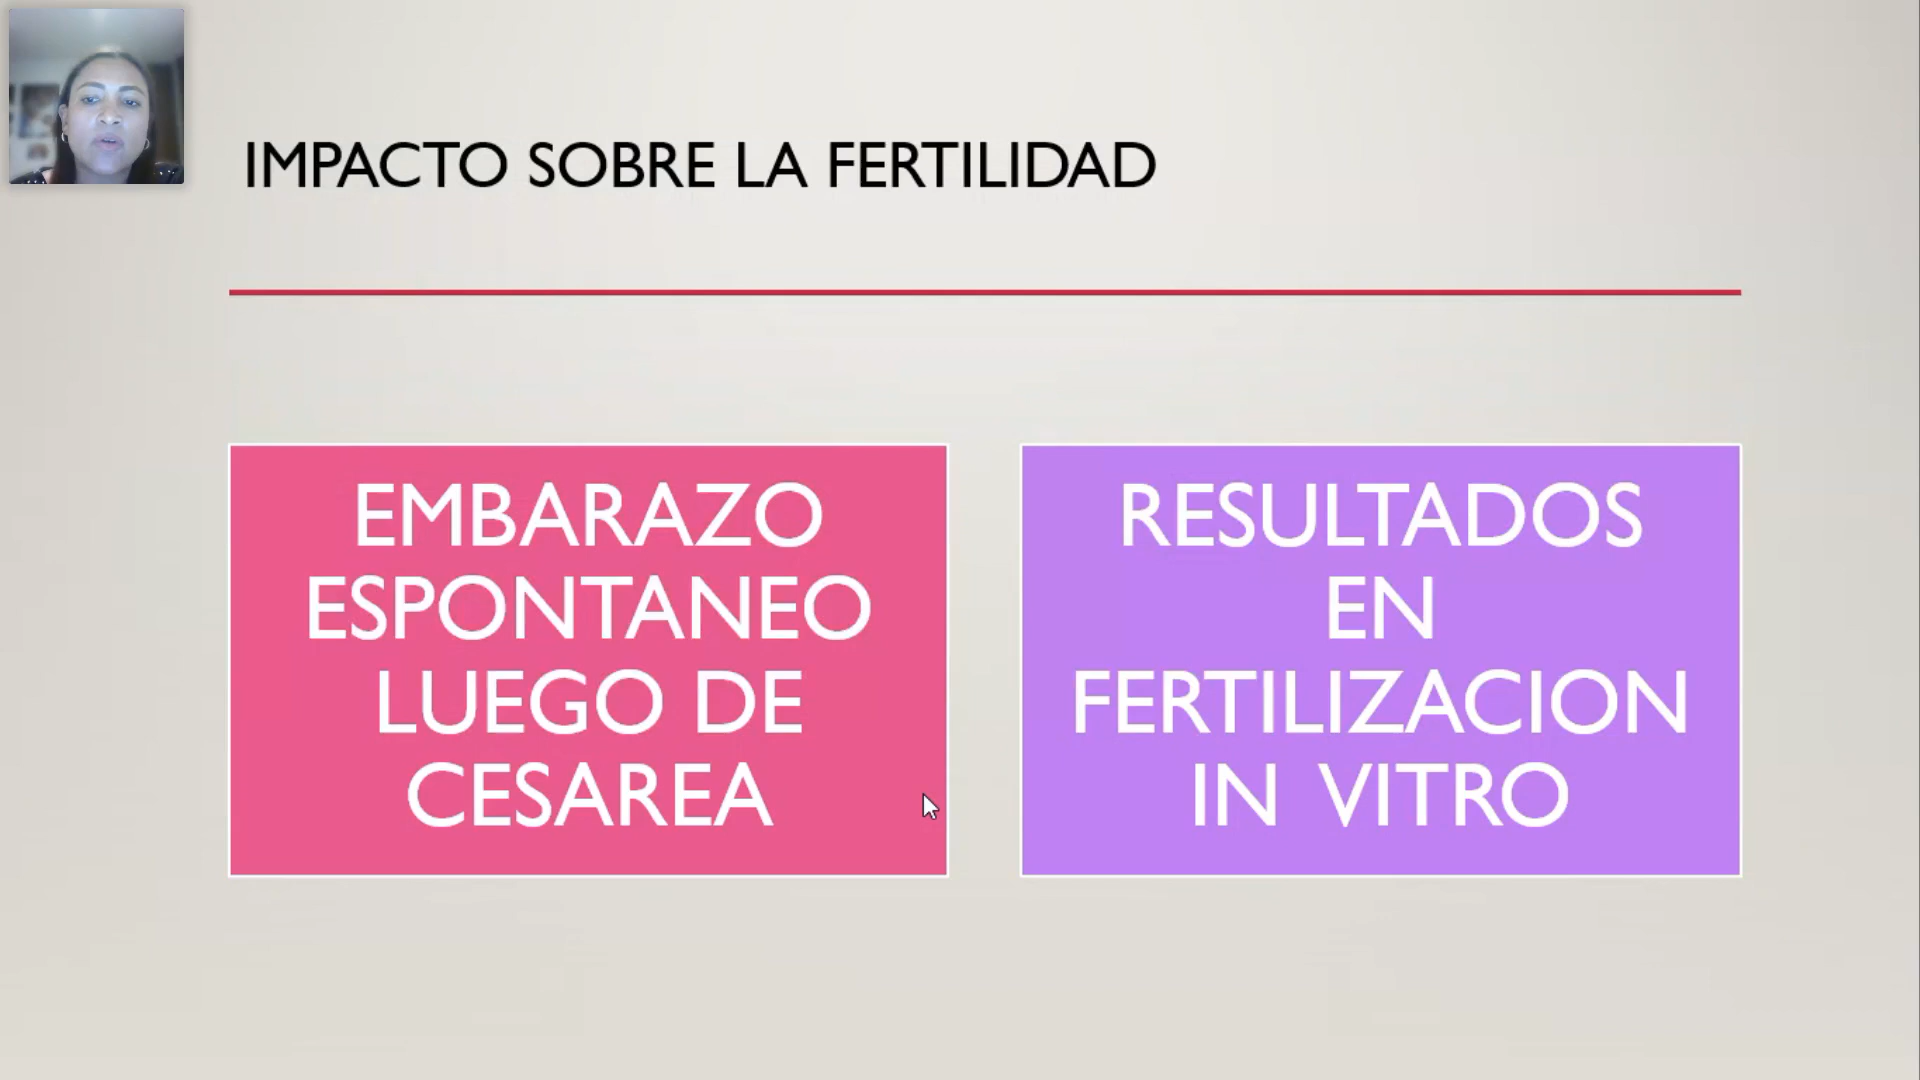 IMPACTO SOBRE LA FERTILIDAD
EMBARAZO
ESPONTANEO
LUEGO DE
CESAREA
RESULTADOS
EN
FERTILIZACION
IN VITRO